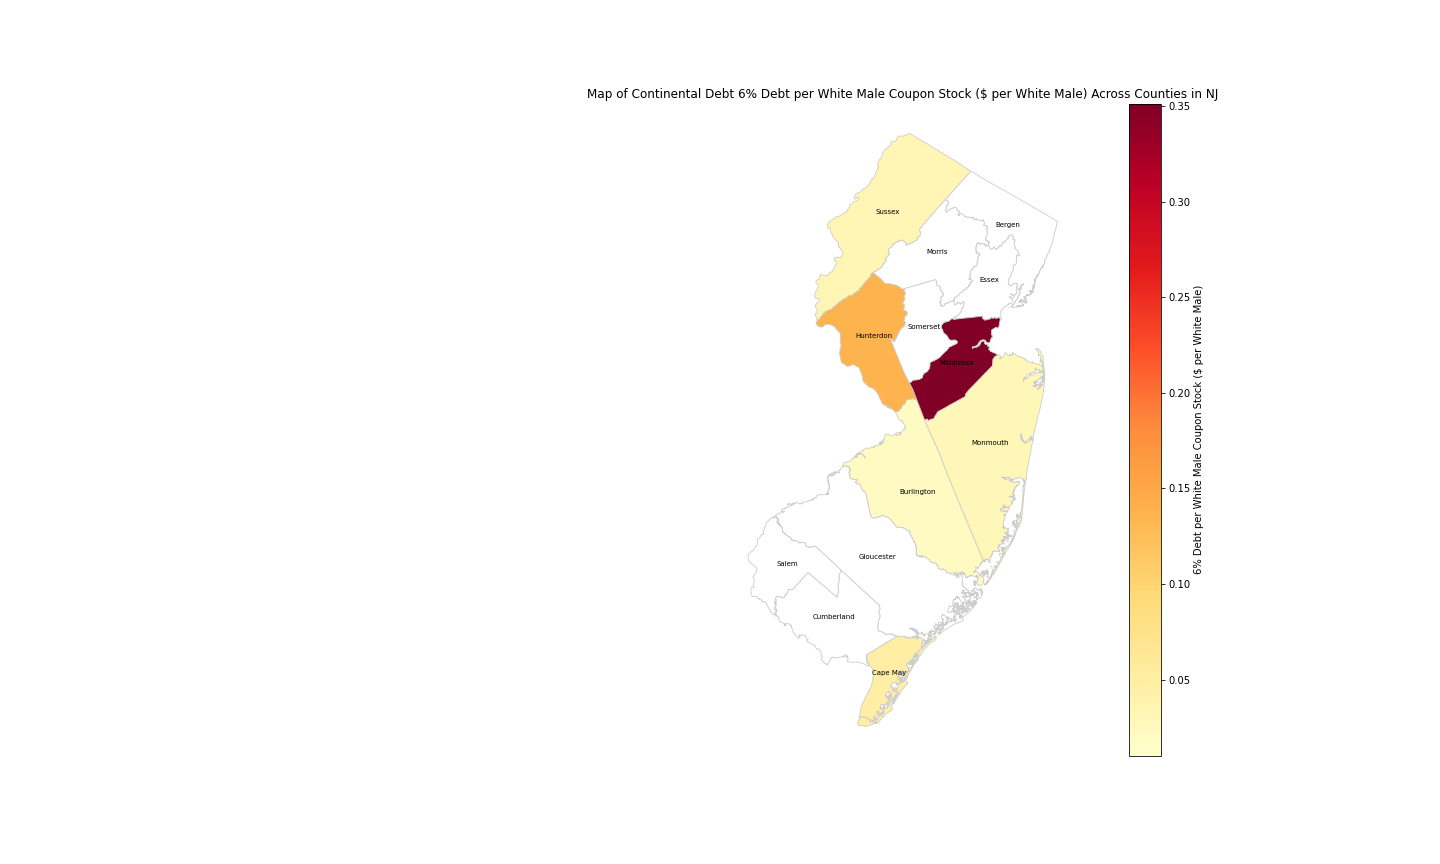 Map of Continental Debt 6% Debt per White Male Coupon Stock ($ per White Male) Across Counties in NJ
0.35
Sussex
Bergen
Morris
Essex
0.30
0.25
Somerset
Hunterdon
Middlesex
0.20
Monmouth
0.15
Burlington
Gloucester
Salem
0.10
Cumberland
Cape May
0.05
6% Debt per White Male Coupon Stock ($ per White Male)